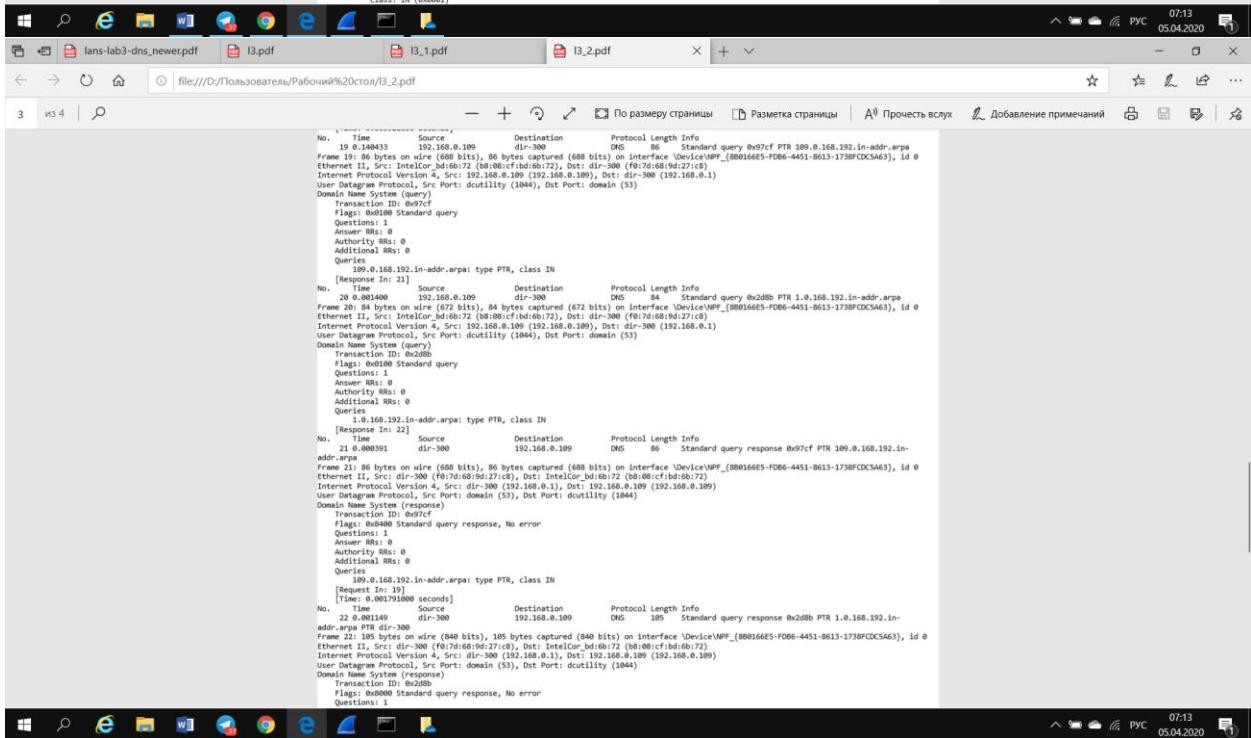 Class: IN (0x0001)
РУС
07:13
05.04.2020
lans-lab3-dns_newer.pdf
l3.pdf
l3_1.pdf
l3_2.pdf
file:///D:/Пользователь/Рабочий%20стол/l3_2.pdf
3 из 4
По размеру страницы
Разметка страницы
Прочесть вслух
Добавление примечаний
No. Time Source Destination Protocol Length Info
19 0.140433 192.168.0.109 dir-300 DNS 86 Standard query 0x97cf PTR 109.0.168.192.in-addr.arpa
Frame 19: 86 bytes on wire (688 bits), 86 bytes captured (688 bits) on interface \Device\NPF_{8B0166E5-FDB6-4451-8613-1738FCDC5A63}, id 0
Ethernet II, Src: IntelCor_bd:6b:72 (b8:08:cf:bd:6b:72), Dst: dir-300 (f0:7d:68:9d:27:c8)
Internet Protocol Version 4, Src: 192.168.0.109 (192.168.0.109), Dst: dir-300 (192.168.0.1)
User Datagram Protocol, Src Port: dcutility (1044), Dst Port: domain (53)
Domain Name System (query)
Transaction ID: 0x97cf
Flags: 0x0100 Standard query
Questions: 1
Answer RRs: 0
Authority RRs: 0
Additional RRs: 0
Queries
109.0.168.192.in-addr.arpa: type PTR, class IN
[Response In: 21]
No. Time Source Destination Protocol Length Info
20 0.001400 192.168.0.109 dir-300 DNS 84 Standard query 0x2d8b PTR 1.0.168.192.in-addr.arpa
Frame 20: 84 bytes on wire (672 bits), 84 bytes captured (672 bits) on interface \Device\NPF_{8B0166E5-FDB6-4451-8613-1738FCDC5A63}, id 0
Ethernet II, Src: IntelCor_bd:6b:72 (b8:08:cf:bd:6b:72), Dst: dir-300 (f0:7d:68:9d:27:c8)
Internet Protocol Version 4, Src: 192.168.0.109 (192.168.0.109), Dst: dir-300 (192.168.0.1)
User Datagram Protocol, Src Port: dcutility (1044), Dst Port: domain (53)
Domain Name System (query)
Transaction ID: 0x2d8b
Flags: 0x0100 Standard query
Questions: 1
Answer RRs: 0
Authority RRs: 0
Additional RRs: 0
Queries
1.0.168.192.in-addr.arpa: type PTR, class IN
[Response In: 22]
No. Time Source Destination Protocol Length Info
21 0.000391 dir-300 192.168.0.109 DNS 86 Standard query response 0x97cf PTR 109.0.168.192.in-
addr.arpa
Frame 21: 86 bytes on wire (688 bits), 86 bytes captured (688 bits) on interface \Device\NPF_{8B0166E5-FDB6-4451-8613-1738FCDC5A63}, id 0
Ethernet II, Src: dir-300 (f0:7d:68:9d:27:c8), Dst: IntelCor_bd:6b:72 (b8:08:cf:bd:6b:72)
Internet Protocol Version 4, Src: dir-300 (192.168.0.1), Dst: 192.168.0.109 (192.168.0.109)
User Datagram Protocol, Src Port: domain (53), Dst Port: dcutility (1044)
Domain Name System (response)
Transaction ID: 0x97cf
Flags: 0x8400 Standard query response, No error
Questions: 1
Answer RRs: 0
Authority RRs: 0
Additional RRs: 0
Queries
109.0.168.192.in-addr.arpa: type PTR, class IN
[Request In: 19]
[Time: 0.001791000 seconds]
No. Time Source Destination Protocol Length Info
22 0.001149 dir-300 192.168.0.109 DNS 105 Standard query response 0x2d8b PTR 1.0.168.192.in-
addr.arpa PTR dir-300
Frame 22: 105 bytes on wire (840 bits), 105 bytes captured (840 bits) on interface \Device\NPF_{8B0166E5-FDB6-4451-8613-1738FCDC5A63}, id 0
Ethernet II, Src: dir-300 (f0:7d:68:9d:27:c8), Dst: IntelCor_bd:6b:72 (b8:08:cf:bd:6b:72)
Internet Protocol Version 4, Src: dir-300 (192.168.0.1), Dst: 192.168.0.109 (192.168.0.109)
User Datagram Protocol, Src Port: domain (53), Dst Port: dcutility (1044)
Domain Name System (response)
Transaction ID: 0x2d8b
Flags: 0x8000 Standard query response, No error
Questions: 1
РУС
07:13
05.04.2020